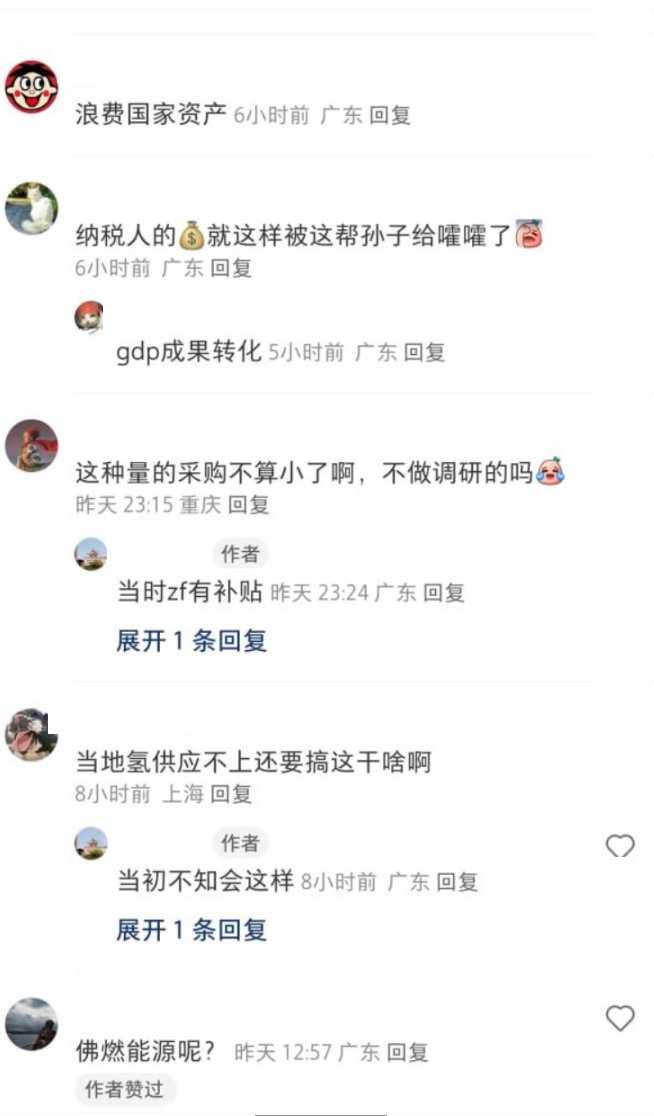 浪费国家资产 6小时前 广东 回复
纳税人的💰就这样被这帮孙子给嚯嚯了
6小时前 广东 回复
gdp成果转化 5小时前 广东 回复
这种量的采购不算小了啊，不做调研的吗
昨天 23:15 重庆 回复
作者
当时zf有补贴 昨天 23:24 广东 回复
展开 1 条回复
当地氢供应不上还要搞这干啥啊
8小时前 上海 回复
作者
当初不知会这样 8小时前 广东 回复
展开 1 条回复
佛燃能源呢？ 昨天 12:57 广东 回复
作者赞过